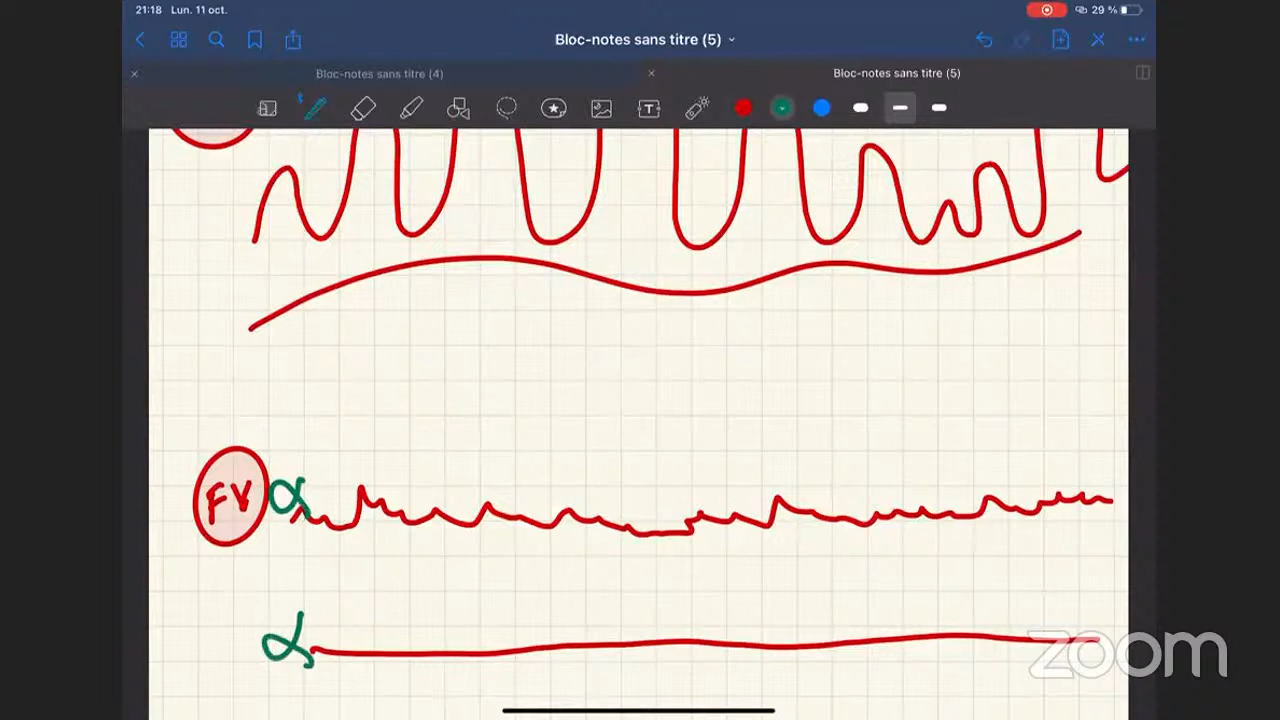 21:18 Lun. 11 oct. 29 %
Bloc-notes sans titre (5)
Bloc-notes sans titre (4) Bloc-notes sans titre (5)
T
FV α
α
zoom